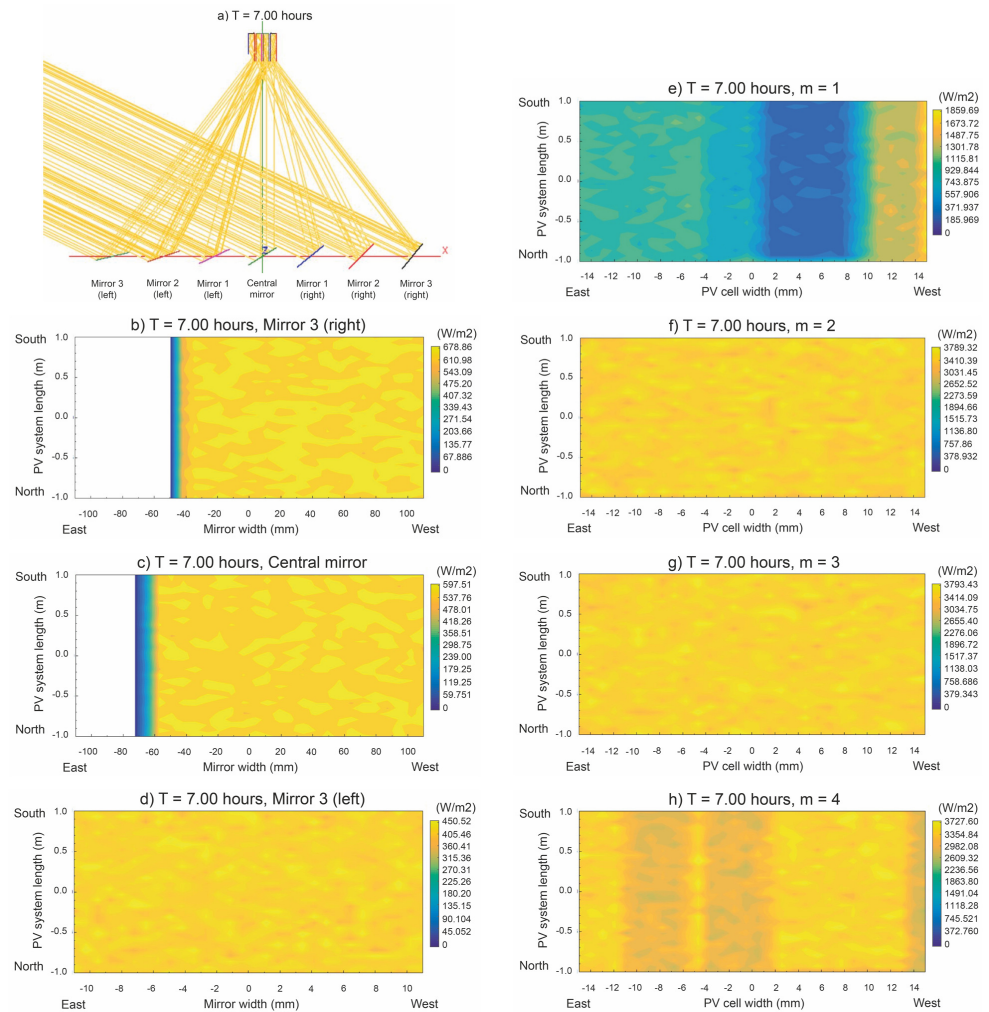 a) T = 7.00 hours
Z
X
Mirror 3 (left)
Mirror 2 (left)
Mirror 1 (left)
Central mirror
Mirror 1 (right)
Mirror 2 (right)
Mirror 3 (right)
b) T = 7.00 hours, Mirror 3 (right)
(W/m2)
South
North
PV system length (m)
1.0
0.5
0.0
-0.5
-1.0
-100 -80 -60 -40 -20 0 20 40 60 80 100
East Mirror width (mm) West
678.86
610.98
543.09
475.20
407.32
339.43
271.54
203.66
135.77
67.886
0
c) T = 7.00 hours, Central mirror
(W/m2)
South
North
PV system length (m)
1.0
0.5
0.0
-0.5
-1.0
-100 -80 -60 -40 -20 0 20 40 60 80 100
East Mirror width (mm) West
597.51
537.76
478.01
418.26
358.51
298.75
239.00
179.25
119.25
59.751
0
d) T = 7.00 hours, Mirror 3 (left)
(W/m2)
South
North
PV system length (m)
1.0
0.5
0.0
-0.5
-1.0
-10 -8 -6 -4 -2 0 2 4 6 8 10
East Mirror width (mm) West
450.52
405.46
360.41
315.36
270.31
225.26
180.20
135.15
90.104
45.052
0
e) T = 7.00 hours, m = 1
(W/m2)
South
North
PV system length (m)
1.0
0.5
0.0
-0.5
-1.0
-14 -12 -10 -8 -6 -4 -2 0 2 4 6 8 10 12 14
East PV cell width (mm) West
1859.69
1673.72
1487.75
1301.78
1115.81
929.844
743.875
557.906
371.937
185.969
0
f) T = 7.00 hours, m = 2
(W/m2)
South
North
PV system length (m)
1.0
0.5
0.0
-0.5
-1.0
-14 -12 -10 -8 -6 -4 -2 0 2 4 6 8 10 12 14
East PV cell width (mm) West
3789.32
3410.39
3031.45
2652.52
2273.59
1894.66
1515.73
1136.80
757.86
378.932
0
g) T = 7.00 hours, m = 3
(W/m2)
South
North
PV system length (m)
1.0
0.5
0.0
-0.5
-1.0
-14 -12 -10 -8 -6 -4 -2 0 2 4 6 8 10 12 14
East PV cell width (mm) West
3793.43
3414.09
3034.75
2655.40
2276.06
1896.72
1517.37
1138.03
758.686
379.343
0
h) T = 7.00 hours, m = 4
(W/m2)
South
North
PV system length (m)
1.0
0.5
0.0
-0.5
-1.0
-14 -12 -10 -8 -6 -4 -2 0 2 4 6 8 10 12 14
East PV cell width (mm) West
3727.60
3354.84
2982.08
2609.32
2236.56
1863.80
1491.04
1118.28
745.521
372.760
0